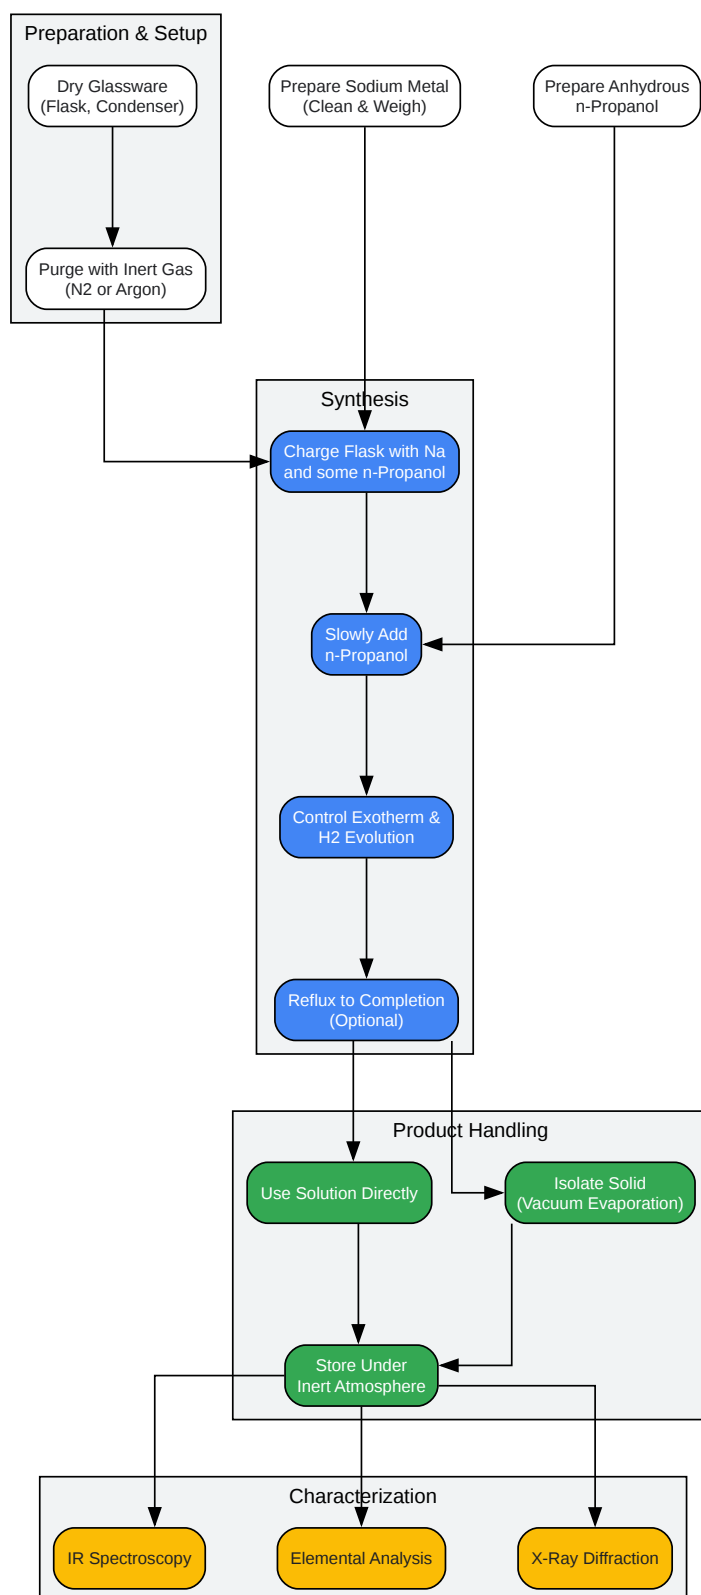 Preparation & Setup
Dry Glassware
(Flask, Condenser)
Prepare Sodium Metal
(Clean & Weigh)
Prepare Anhydrous
n-Propanol
Purge with Inert Gas
(N2 or Argon)
Synthesis
Charge Flask with Na
and some n-Propanol
Slowly Add
n-Propanol
Control Exotherm &
H2 Evolution
Reflux to Completion
(Optional)
Product Handling
Use Solution Directly
Isolate Solid
(Vacuum Evaporation)
Store Under
Inert Atmosphere
Characterization
IR Spectroscopy
Elemental Analysis
X-Ray Diffraction